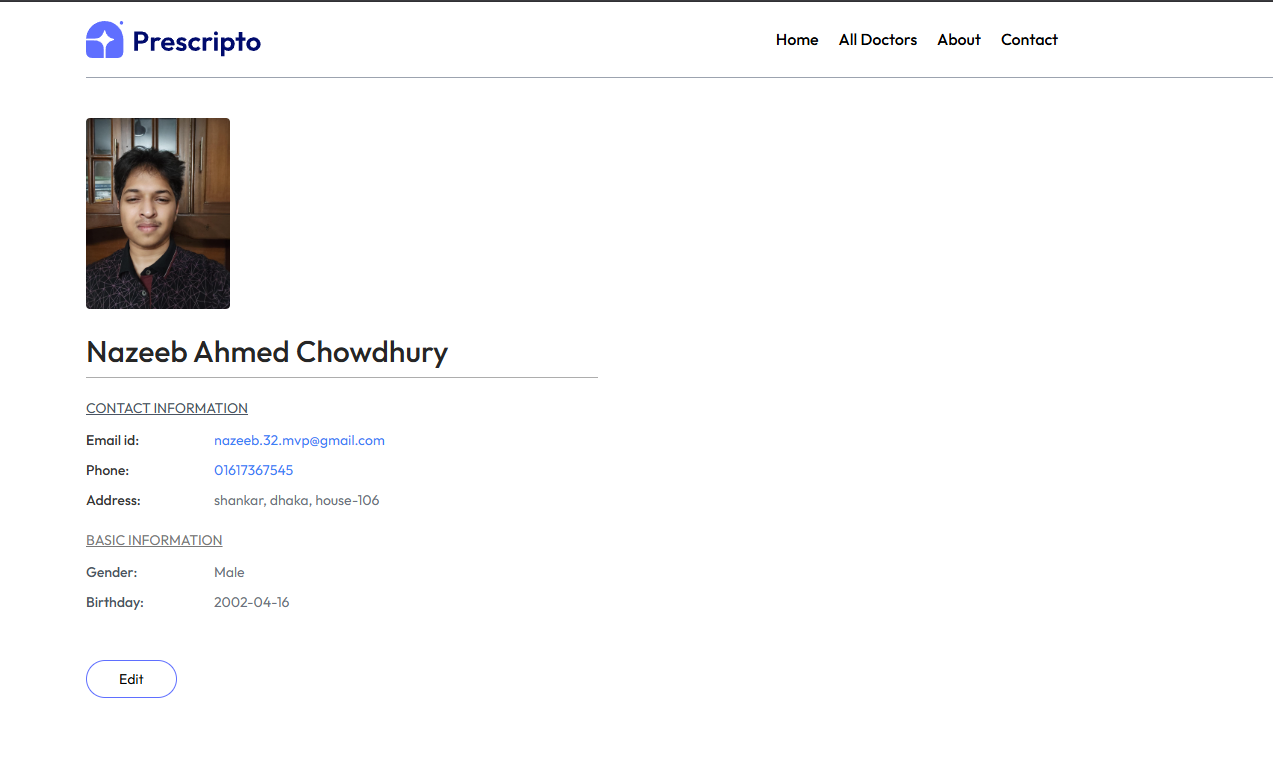 Prescripto
Home All Doctors About Contact
Nazeeb Ahmed Chowdhury
CONTACT INFORMATION
Email id: nazeeb.32.mvp@gmail.com
Phone: 01617367545
Address: shankar, dhaka, house-106
BASIC INFORMATION
Gender: Male
Birthday: 2002-04-16
Edit